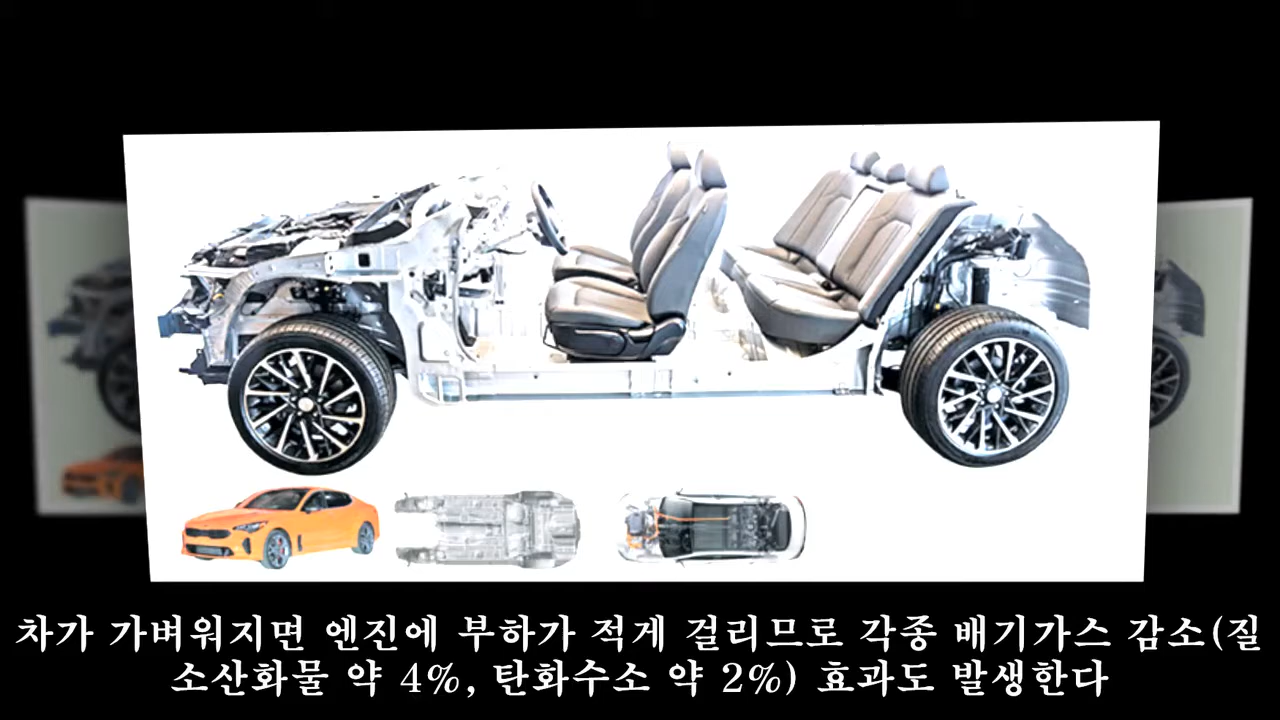 차가 가벼워지면 엔진에 부하가 적게 걸리므로 각종 배기가스 감소(질
소산화물 약 4%, 탄화수소 약 2%) 효과도 발생한다